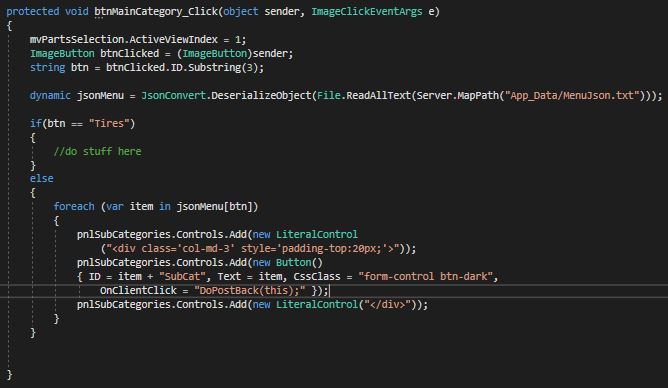 protected void btnMainCategory_Click(object sender, ImageClickEventArgs e)
{
mvPartsSelection.ActiveViewIndex = 1;
ImageButton btnClicked = (ImageButton)sender;
string btn = btnClicked.ID.Substring(3);
dynamic jsonMenu = JsonConvert.DeserializeObject(File.ReadAllText(Server.MapPath("App_Data/MenuJson.txt")));
if(btn == "Tires")
{
//do stuff here
}
else
{
foreach (var item in jsonMenu[btn])
{
pnlSubCategories.Controls.Add(new LiteralControl
("<div class='col-md-3' style='padding-top:20px;'>"));
pnlSubCategories.Controls.Add(new Button()
{ ID = item + "SubCat", Text = item, CssClass = "form-control btn-dark",
OnClientClick = "DoPostBack(this);" });
pnlSubCategories.Controls.Add(new LiteralControl("</div>"));
}
}
}